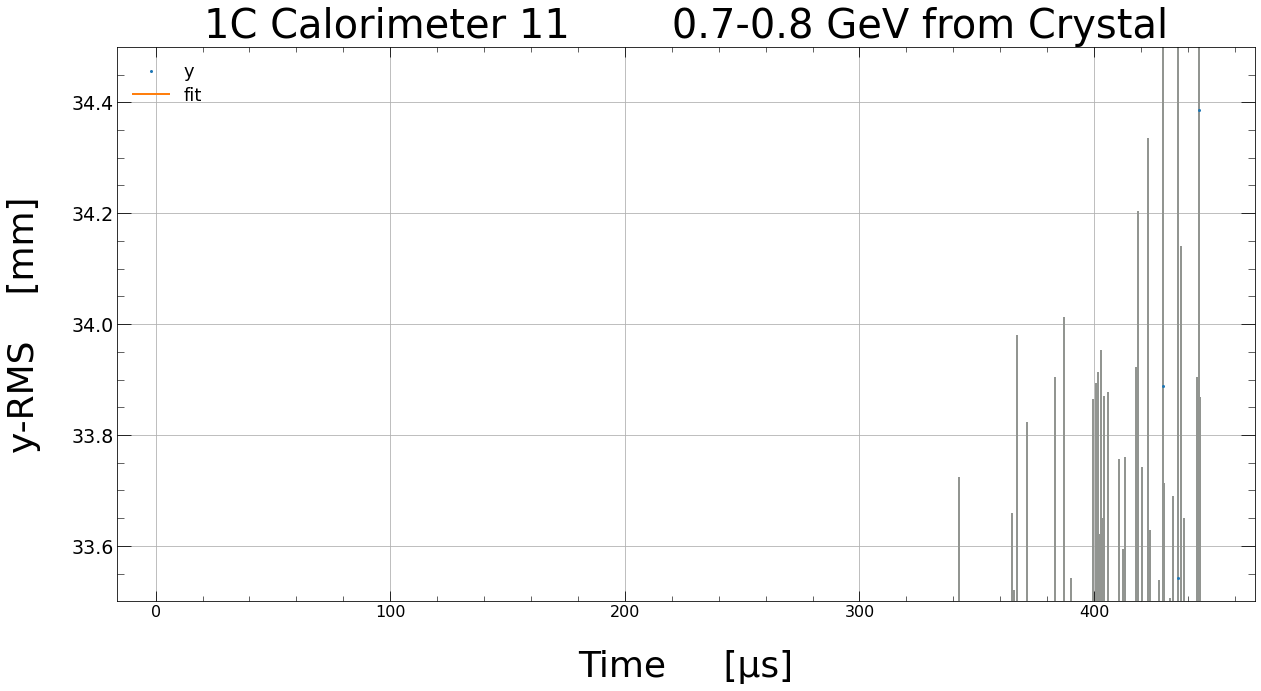 1C Calorimeter 11 0.7-0.8 GeV from Crystal
y
fit
34.4
34.2
34.0
33.8
33.6
y-RMS [mm]
0 100 200 300 400
Time [μs]